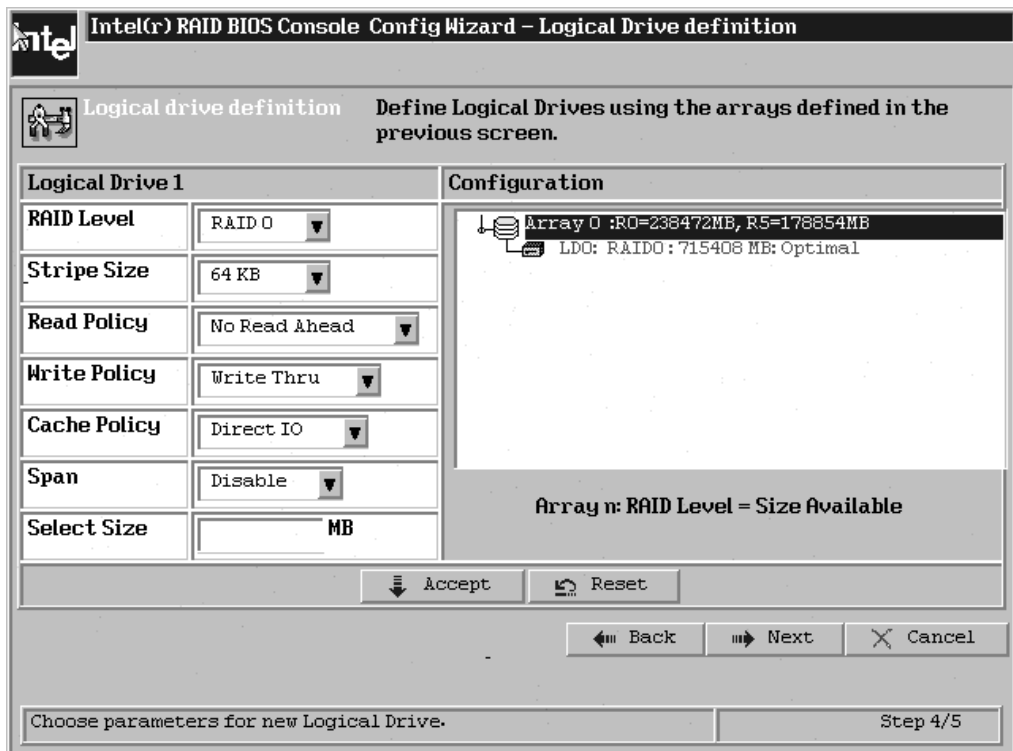 intel
Intel(r) RAID BIOS Console Config Wizard – Logical Drive definition
Logical drive definition
Define Logical Drives using the arrays defined in the
previous screen.
Logical Drive 1
Configuration
RAID Level
RAID 0
Stripe Size
64 KB
Read Policy
No Read Ahead
Write Policy
Write Thru
Cache Policy
Direct IO
Span
Disable
Select Size
MB
Array 0 :R0=238472MB, R5=178854MB
LD0: RAID0 : 715408 MB: Optimal
Array n: RAID Level = Size Available
Accept
Reset
Back
Next
Cancel
Choose parameters for new Logical Drive.
Step 4/5